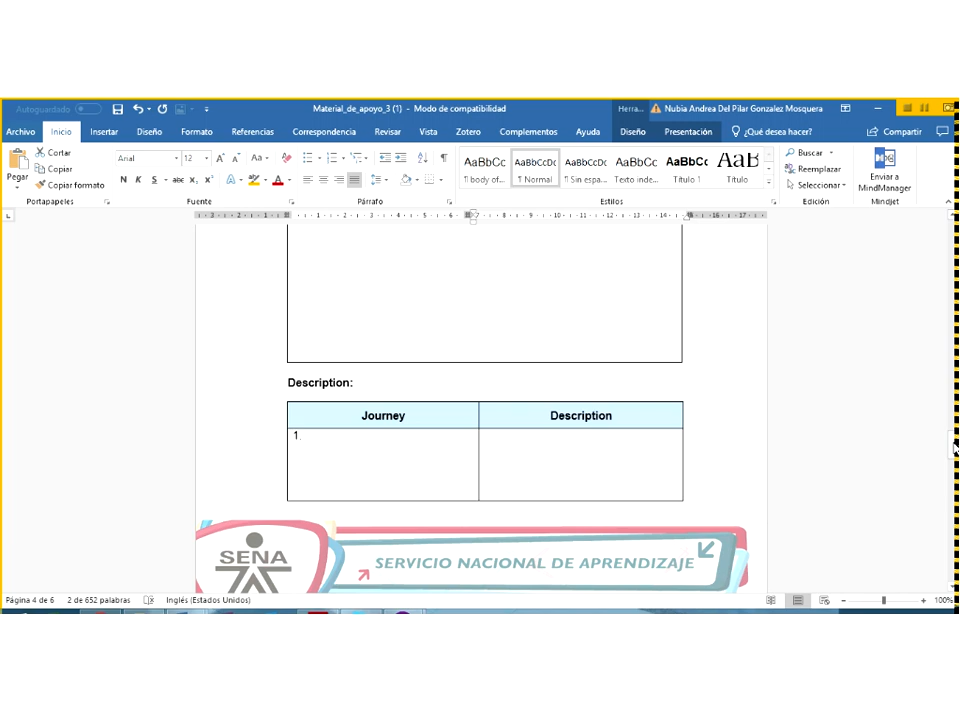 Autoguardado
Material_de_apoyo_3 (1) - Modo de compatibilidad
Herra...
Nubia Andrea Del Pilar Gonzalez Mosquera
Archivo Inicio Insertar Diseño Formato Referencias Correspondencia Revisar Vista Zotero Complementos Ayuda Diseño Presentación ¿Qué desea hacer? Compartir
Pegar
Cortar
Copiar
Copiar formato
Portapapeles
Arial 12
N K S abc
Fuente
Párrafo
AaBbCc AaBbCcDc AaBbCcDc AaBbCc AaBbCc AaB
¶ body of... ¶ Normal ¶ Sin espa... Texto inde... Título 1 Título
Estilos
Buscar
Reemplazar
Seleccionar
Edición
Enviar a
MindManager
Mindjet
Description:
Journey Description
1.
SENA
SERVICIO NACIONAL DE APRENDIZAJE
Página 4 de 6 2 de 652 palabras Inglés (Estados Unidos) 100%